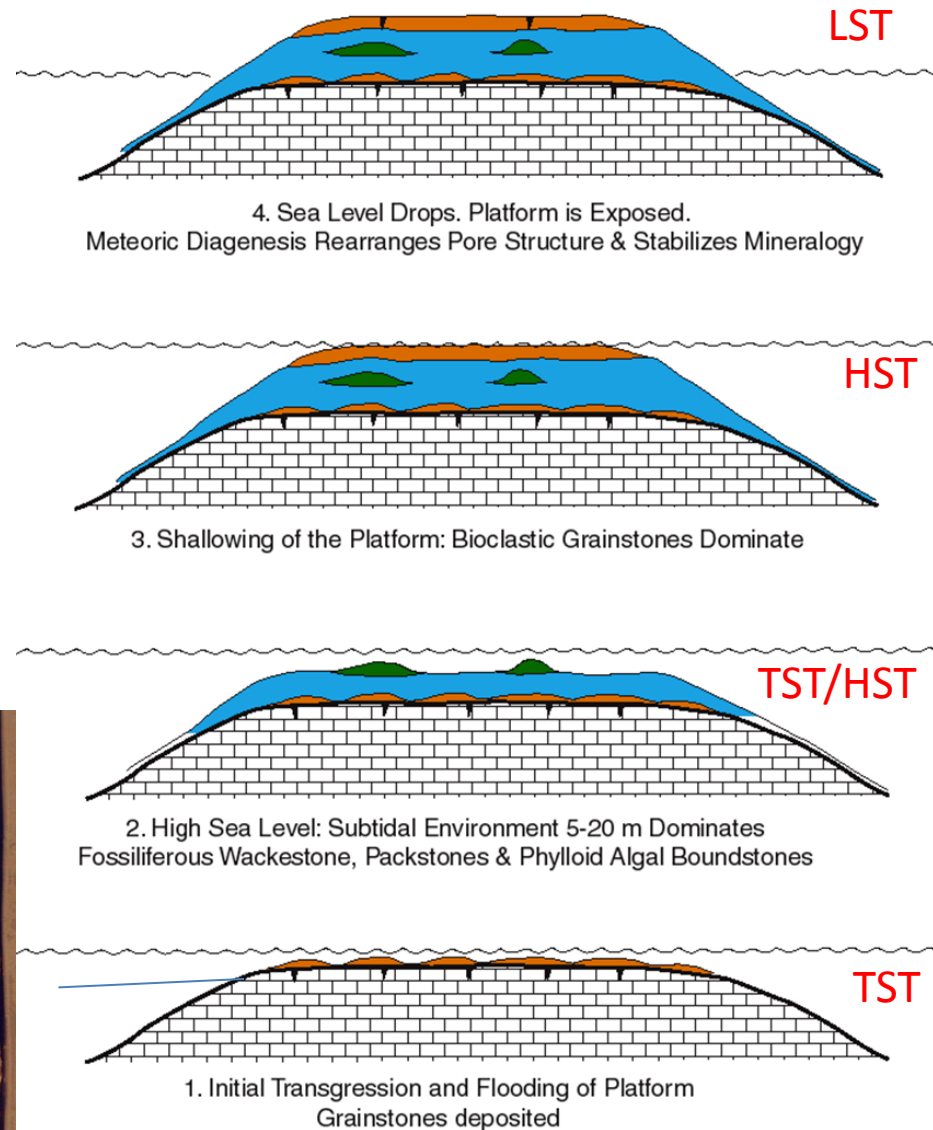 LST
4. Sea Level Drops. Platform is Exposed.
Meteoric Diagenesis Rearranges Pore Structure & Stabilizes Mineralogy
HST
3. Shallowing of the Platform: Bioclastic Grainstones Dominate
TST/HST
2. High Sea Level: Subtidal Environment 5-20 m Dominates
Fossiliferous Wackestone, Packstones & Phylloid Algal Boundstones
TST
1. Initial Transgression and Flooding of Platform
Grainstones deposited